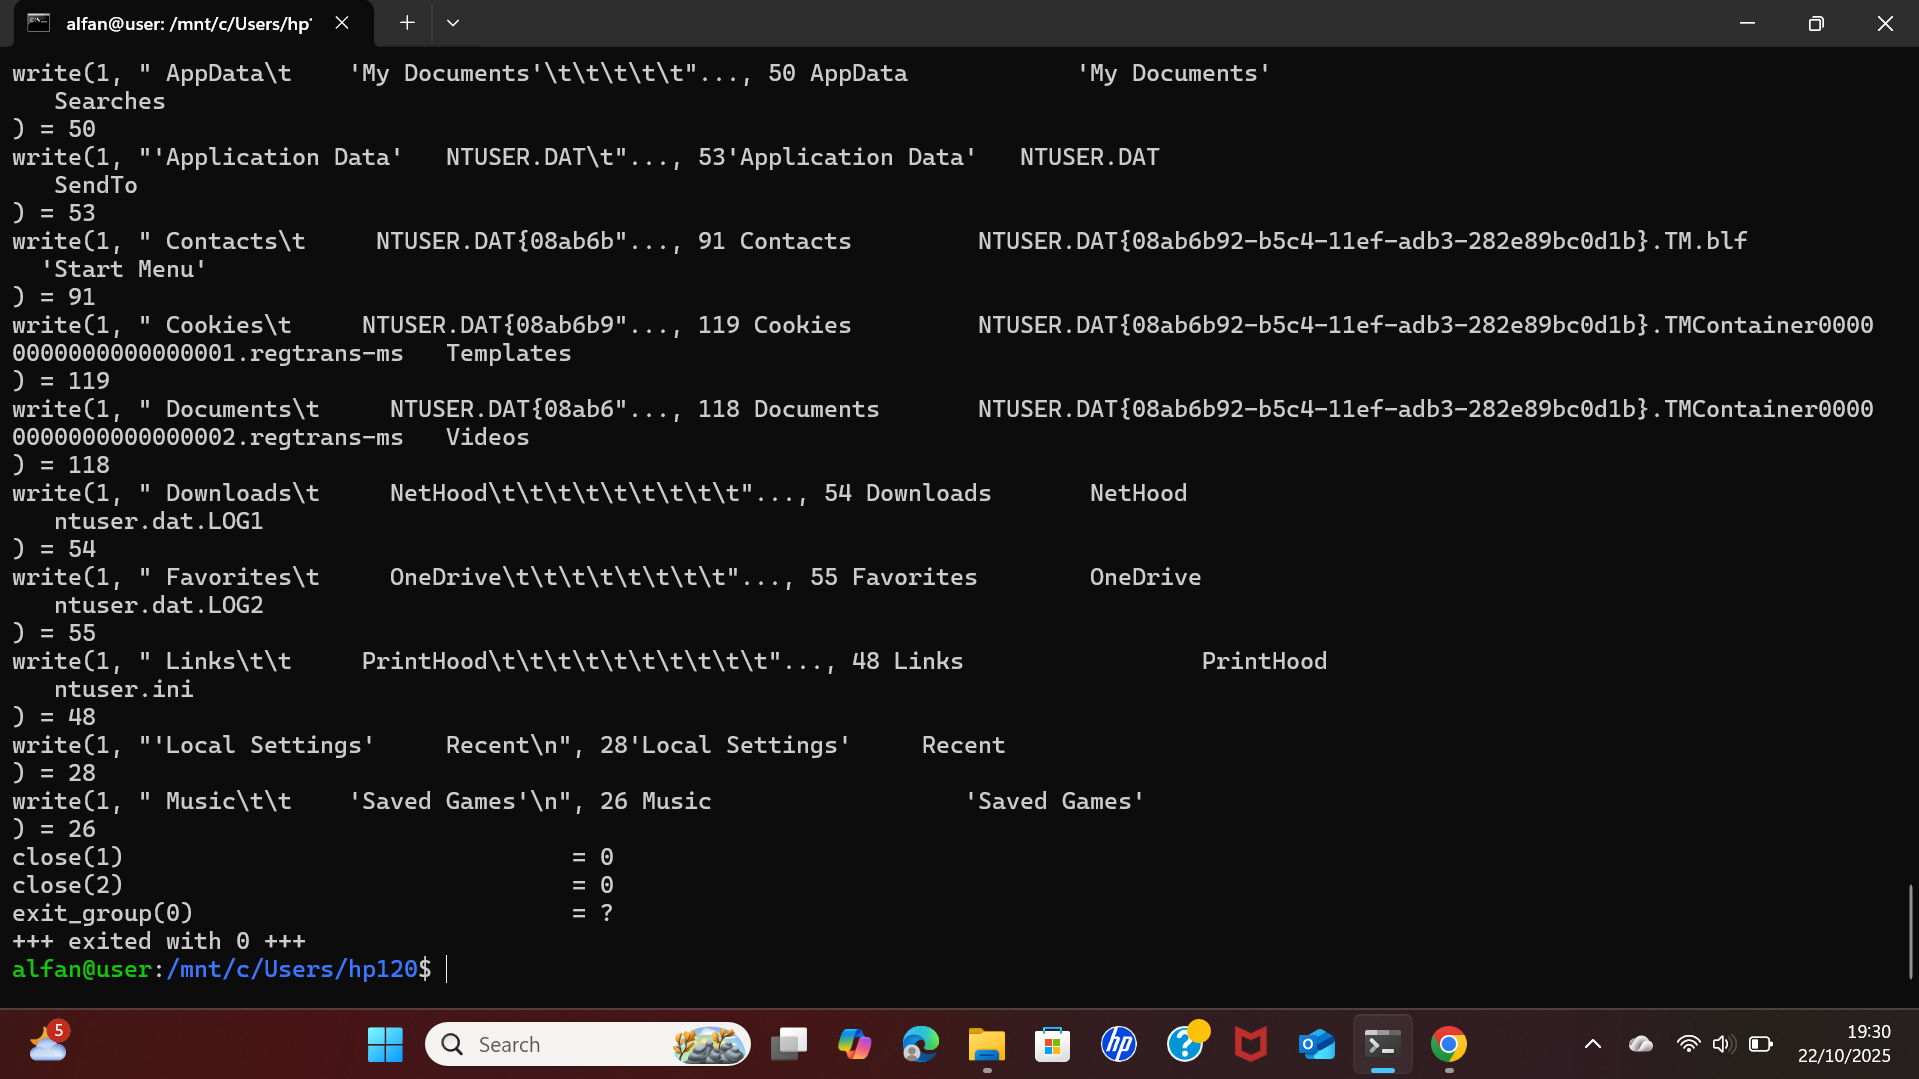 alfan@user: /mnt/c/Users/hp1
write(1, " AppData\t    'My Documents'\t\t\t\t\t"..., 50 AppData            'My Documents'
   Searches
) = 50
write(1, "'Application Data'   NTUSER.DAT\t"..., 53'Application Data'   NTUSER.DAT
   SendTo
) = 53
write(1, " Contacts\t     NTUSER.DAT{08ab6b"..., 91 Contacts         NTUSER.DAT{08ab6b92-b5c4-11ef-adb3-282e89bc0d1b}.TM.blf
  'Start Menu'
) = 91
write(1, " Cookies\t     NTUSER.DAT{08ab6b9"..., 119 Cookies         NTUSER.DAT{08ab6b92-b5c4-11ef-adb3-282e89bc0d1b}.TMContainer0000
0000000000000001.regtrans-ms   Templates
) = 119
write(1, " Documents\t     NTUSER.DAT{08ab6"..., 118 Documents       NTUSER.DAT{08ab6b92-b5c4-11ef-adb3-282e89bc0d1b}.TMContainer0000
0000000000000002.regtrans-ms   Videos
) = 118
write(1, " Downloads\t     NetHood\t\t\t\t\t\t\t\t\t"..., 54 Downloads       NetHood
   ntuser.dat.LOG1
) = 54
write(1, " Favorites\t     OneDrive\t\t\t\t\t\t\t\t"..., 55 Favorites        OneDrive
   ntuser.dat.LOG2
) = 55
write(1, " Links\t\t     PrintHood\t\t\t\t\t\t\t\t\t\t"..., 48 Links                 PrintHood
   ntuser.ini
) = 48
write(1, "'Local Settings'     Recent\n", 28'Local Settings'     Recent
) = 28
write(1, " Music\t\t    'Saved Games'\n", 26 Music                  'Saved Games'
) = 26
close(1)                                = 0
close(2)                                = 0
exit_group(0)                           = ?
+++ exited with 0 +++
alfan@user:/mnt/c/Users/hp120$
5
Search
hp
19:30
22/10/2025